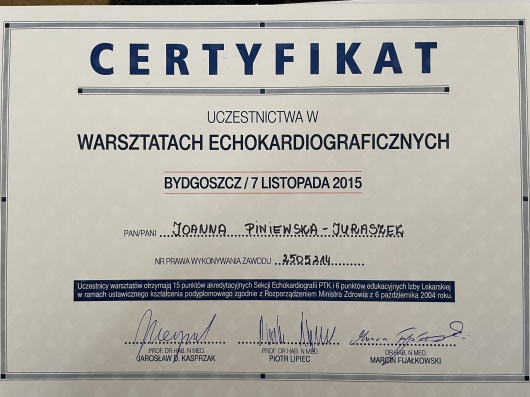 CERTYFIKAT
UCZESTNICTWA W
WARSZTATACH ECHOKARDIOGRAFICZNYCH
BYDGOSZCZ / 7 LISTOPADA 2015
PAN/PANI JOANNA PINIEWSKA-JURASZEK
NR PRAWA WYKONYWANIA ZAWODU 2505214
Uczestnicy warsztatów otrzymają 15 punktów akredytacyjnych Sekcji Echokardiografii PTK i 6 punktów edukacyjnych Izby Lekarskiej
w ramach ustawicznego kształcenia podyplomowego zgodnie z Rozporządzeniem Ministra Zdrowia z 6 października 2004 roku.
PROF. DR HAB. N MED. PROF. DR HAB. N MED. DR HAB. N MED.
JAROSŁAW D. KASPRZAK PIOTR LIPIEC MARCIN FIJAŁKOWSKI